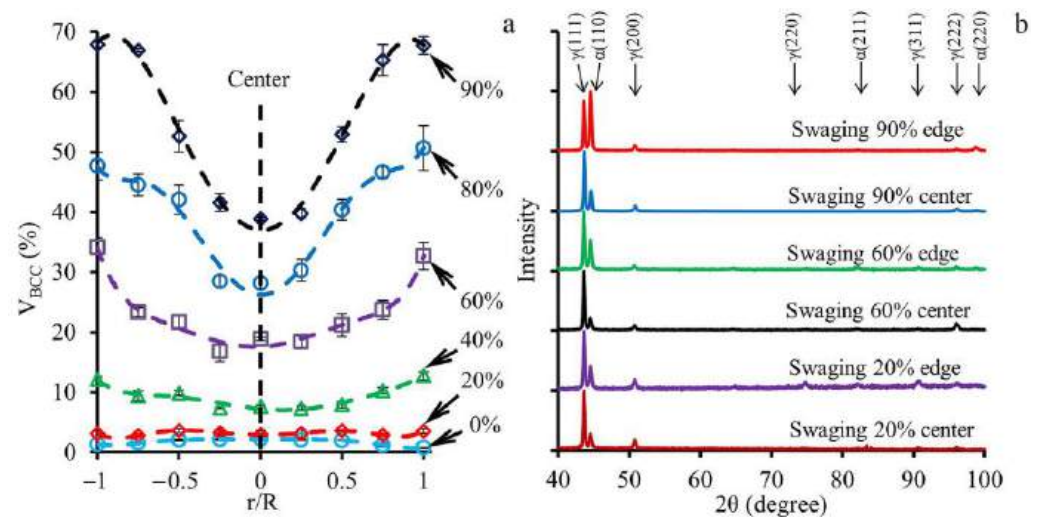 a
70
60
50
40
30
20
10
0
V_BCC (%)
−1
−0.5
0
0.5
1
r/R
Center
90%
80%
60%
40%
20%
0%
b
γ(111)
α(110)
γ(200)
γ(220)
α(211)
γ(311)
γ(222)
α(220)
Swaging 90% edge
Swaging 90% center
Swaging 60% edge
Swaging 60% center
Swaging 20% edge
Swaging 20% center
Intensity
40 50 60 70 80 90 100
2θ (degree)